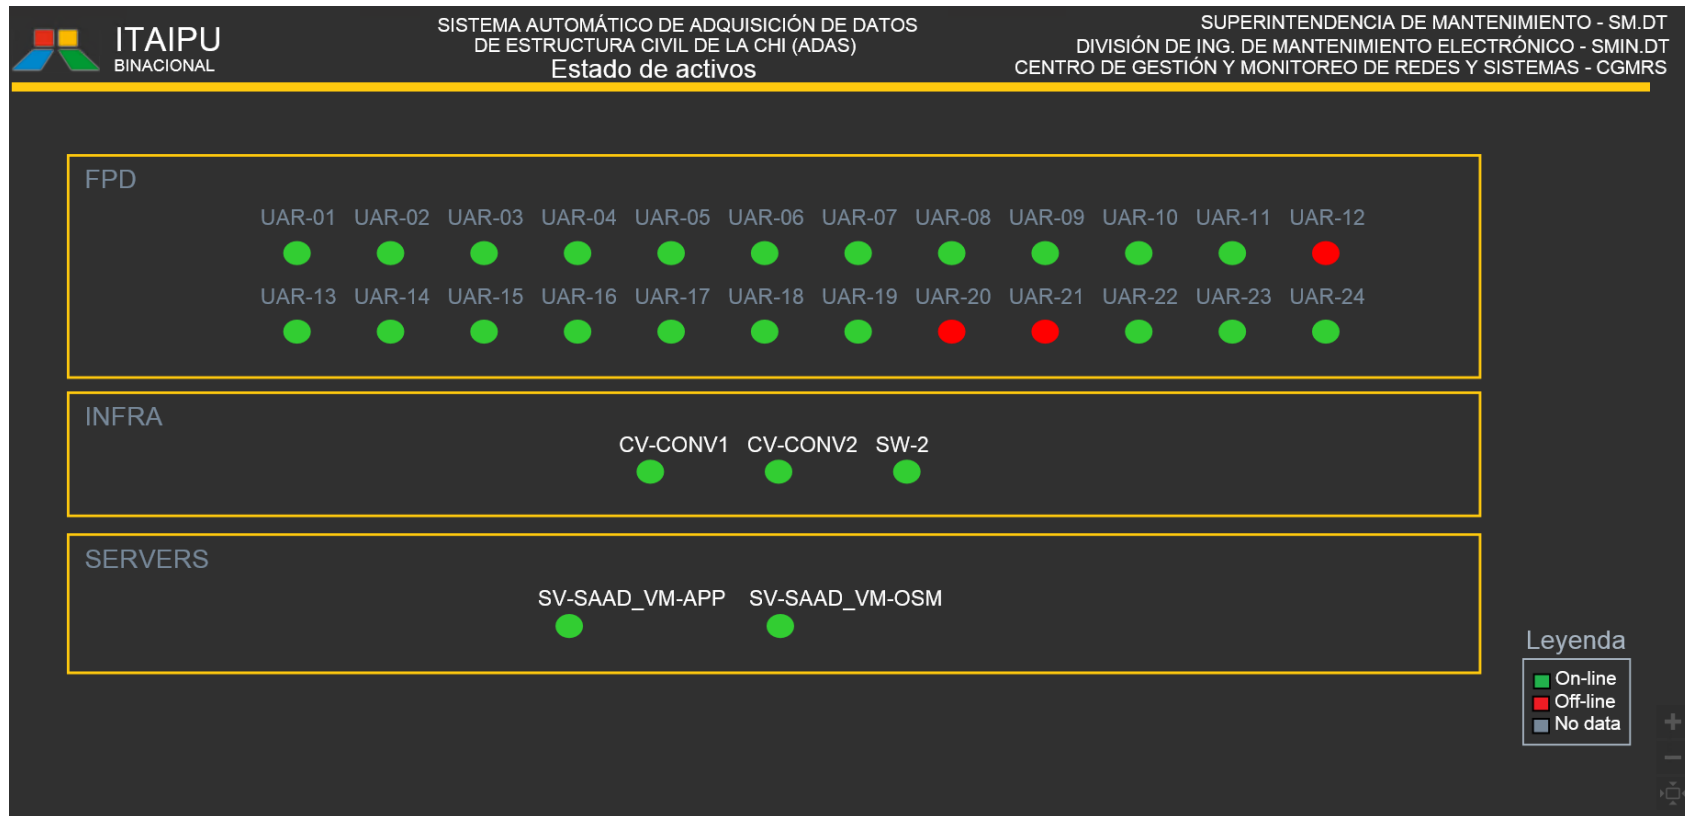 ITAIPU
BINACIONAL
SISTEMA AUTOMÁTICO DE ADQUISICIÓN DE DATOS
DE ESTRUCTURA CIVIL DE LA CHI (ADAS)
Estado de activos
SUPERINTENDENCIA DE MANTENIMIENTO - SM.DT
DIVISIÓN DE ING. DE MANTENIMIENTO ELECTRÓNICO - SMIN.DT
CENTRO DE GESTIÓN Y MONITOREO DE REDES Y SISTEMAS - CGMRS
FPD
UAR-01 UAR-02 UAR-03 UAR-04 UAR-05 UAR-06 UAR-07 UAR-08 UAR-09 UAR-10 UAR-11 UAR-12
UAR-13 UAR-14 UAR-15 UAR-16 UAR-17 UAR-18 UAR-19 UAR-20 UAR-21 UAR-22 UAR-23 UAR-24
INFRA
CV-CONV1 CV-CONV2 SW-2
SERVERS
SV-SAAD_VM-APP SV-SAAD_VM-OSM
Leyenda
On-line
Off-line
No data